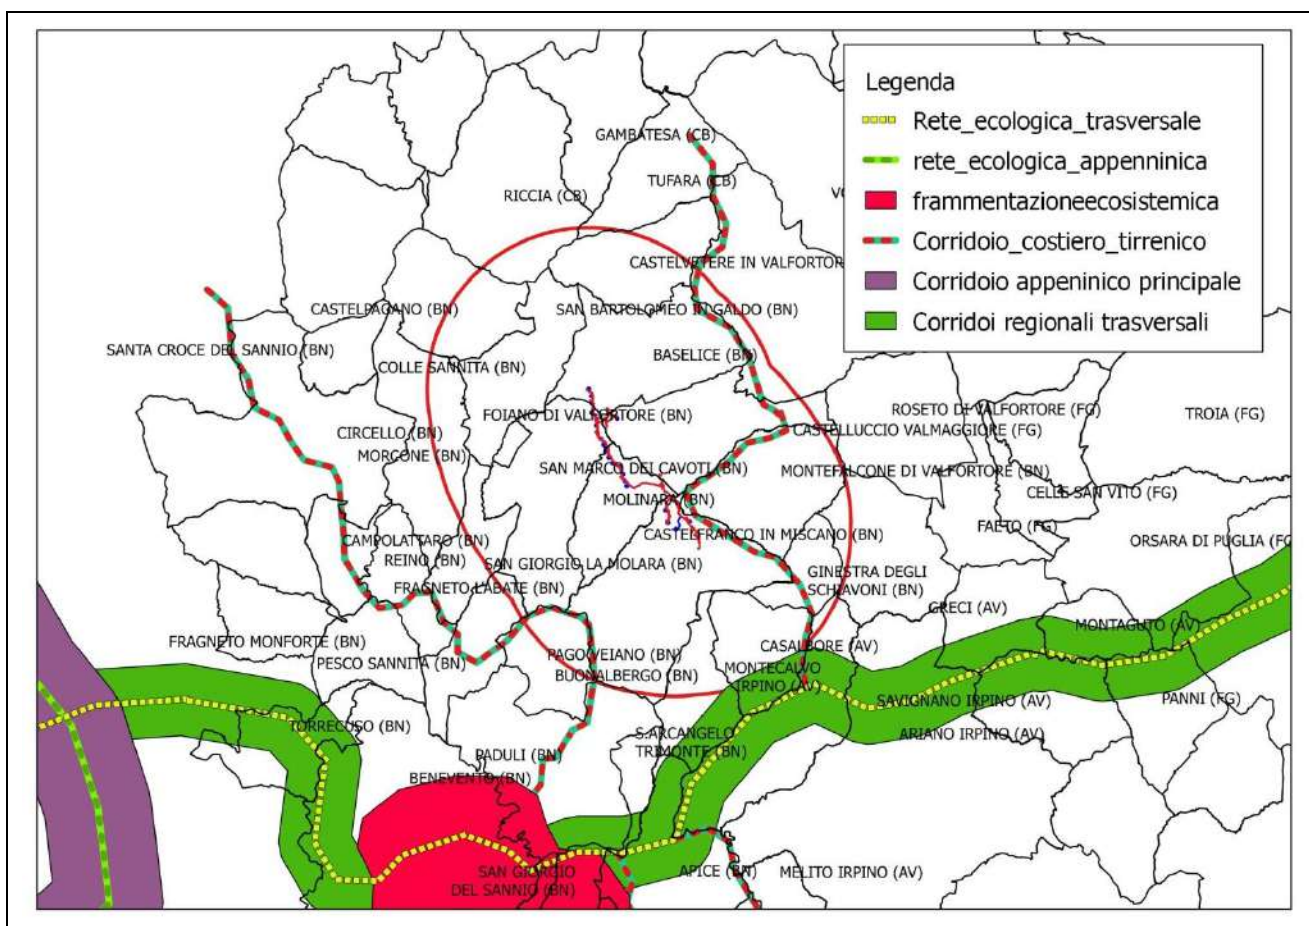 Legenda
Rete_ecologica_trasversale
rete_ecologica_appenninica
frammentazioneecosistemica
Corridoio_costiero_tirrenico
Corridoio appeninico principale
Corridoi regionali trasversali
GAMBATESA (CB)
TUFARA (CB)
RICCIA (CB)
CASTELVETERE IN VALFORTOR
CASTELPAGANO (BN)
SAN BARTOLOMEO IN GALDO (BN)
SANTA CROCE DEL SANNIO (BN)
BASELICE (BN)
COLLE SANNITA (BN)
FOIANO DI VALFORTORE (BN)
ROSETO DI VALFORTORE (FG)
TROIA (FG)
CIRCELLO (BN)
CASTELLUCCIO VALMAGGIORE (FG)
MORCONE (BN)
SAN MARCO DEI CAVOTI (BN)
MONTEFALCONE DI VALFORTORE (BN)
CELLE SAN VITO (FG)
MOLINARA (BN)
FAETO (FG)
CASTELFRANCO IN MISCANO (BN)
CAMPOLATTARO (BN)
ORSARA DI PUGLIA (FG
REINO (BN)
SAN GIORGIO LA MOLARA (BN)
GINESTRA DEGLI
SCHIAVONI (BN)
FRAGNETO L'ABATE (BN)
GRECI (AV)
MONTAGUTO (AV)
FRAGNETO MONFORTE (BN)
CASALBORE (AV)
PAGO VEIANO (BN)
PESCO SANNITA (BN)
MONTECALVO
IRPINO (AV)
BUONALBERGO (BN)
SAVIGNANO IRPINO (AV)
PANNI (FG)
TORRECUSO (BN)
S.ARCANGELO
TRIMONTE (BN)
ARIANO IRPINO (AV)
PADULI (BN)
BENEVENTO (BN)
SAN GIORGIO
DEL SANNIO (BN)
APICE (BN)
MELITO IRPINO (AV)